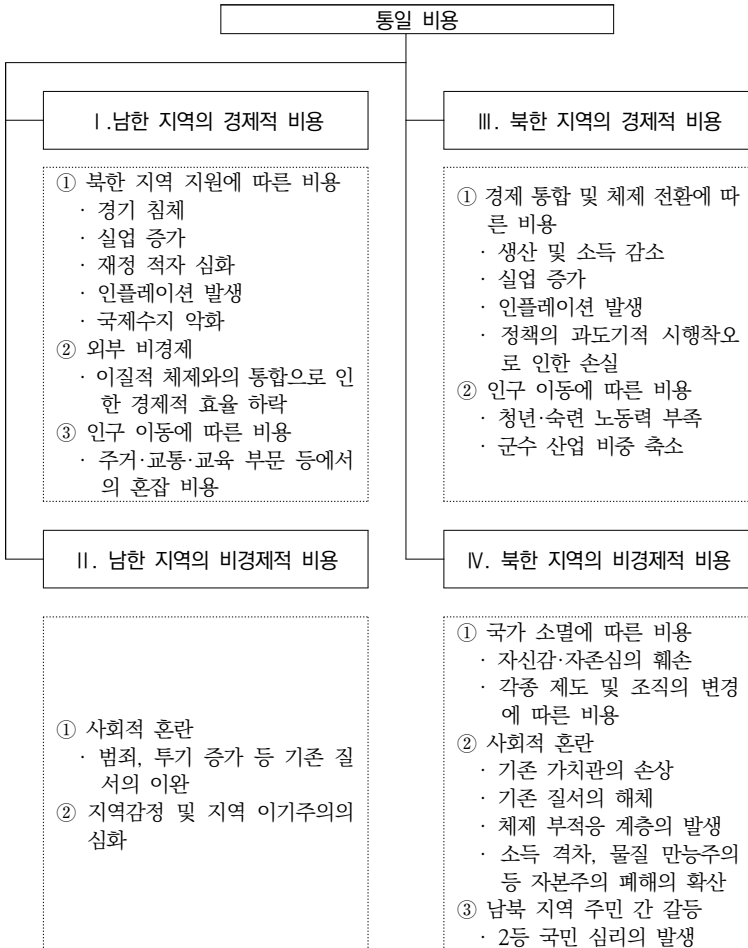 통일 비용
Ⅰ.남한 지역의 경제적 비용
① 북한 지역 지원에 따른 비용
· 경기 침체
· 실업 증가
· 재정 적자 심화
· 인플레이션 발생
· 국제수지 악화
② 외부 비경제
· 이질적 체제와의 통합으로 인
한 경제적 효율 하락
③ 인구 이동에 따른 비용
· 주거·교통·교육 부문 등에서
의 혼잡 비용
Ⅱ. 남한 지역의 비경제적 비용
① 사회적 혼란
· 범죄, 투기 증가 등 기존 질
서의 이완
② 지역감정 및 지역 이기주의의
심화
Ⅲ. 북한 지역의 경제적 비용
① 경제 통합 및 체제 전환에 따
른 비용
· 생산 및 소득 감소
· 실업 증가
· 인플레이션 발생
· 정책의 과도기적 시행착오
로 인한 손실
② 인구 이동에 따른 비용
· 청년·숙련 노동력 부족
· 군수 산업 비중 축소
Ⅳ. 북한 지역의 비경제적 비용
① 국가 소멸에 따른 비용
· 자신감·자존심의 훼손
· 각종 제도 및 조직의 변경
에 따른 비용
② 사회적 혼란
· 기존 가치관의 손상
· 기존 질서의 해체
· 체제 부적응 계층의 발생
· 소득 격차, 물질 만능주의
등 자본주의 폐해의 확산
③ 남북 지역 주민 간 갈등
· 2등 국민 심리의 발생